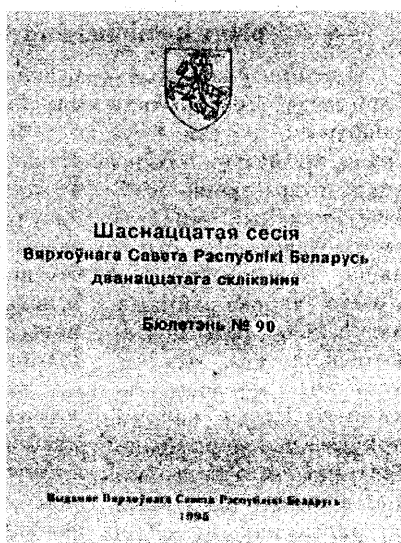 Шаснаццатая сесія
Вярхоўнага Савета Рэспублікі Беларусь
дванаццатага склікання
Бюлетэнь № 90
Выданне Вярхоўнага Савета Рэспублікі Беларусь
1995